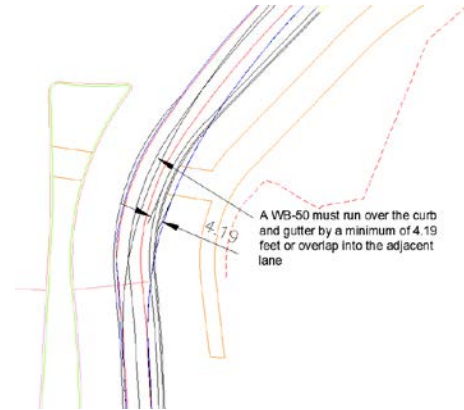 4.19
A WB-50 must run over the curb
and gutter by a minimum of 4.19
feet or overlap into the adjacent
lane